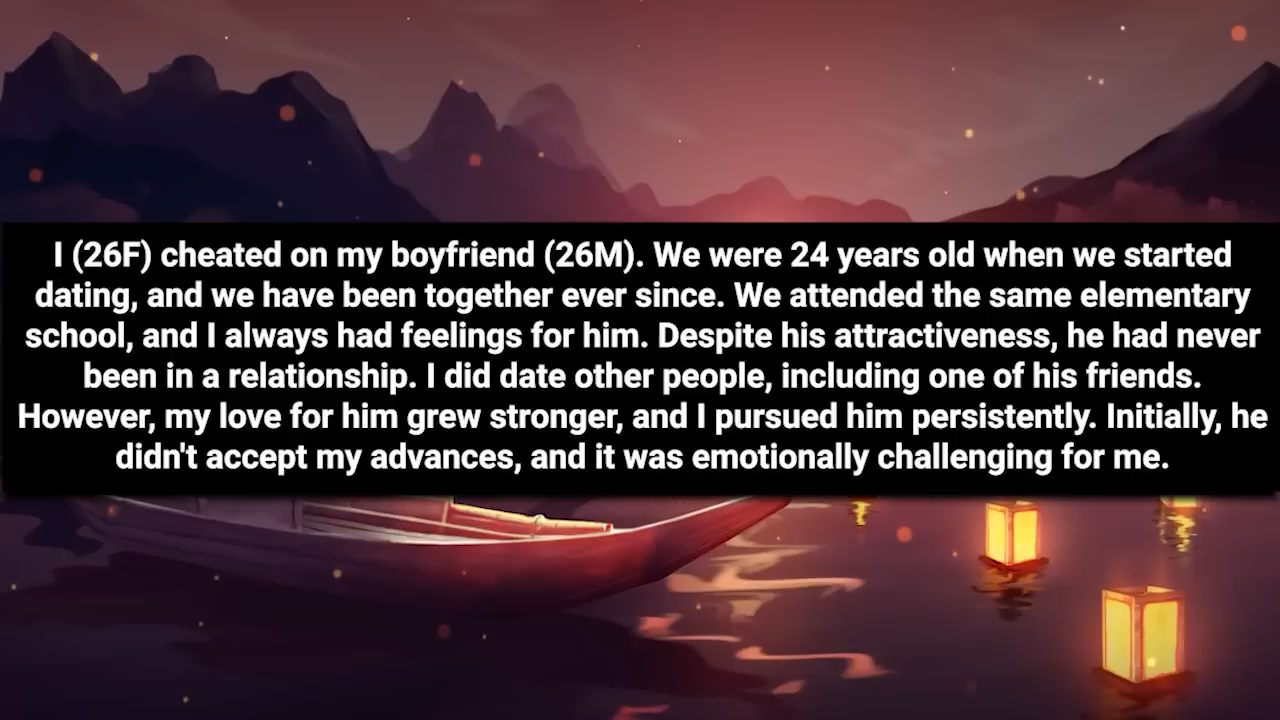 I (26F) cheated on my boyfriend (26M). We were 24 years old when we started
dating, and we have been together ever since. We attended the same elementary
school, and I always had feelings for him. Despite his attractiveness, he had never
been in a relationship. I did date other people, including one of his friends.
However, my love for him grew stronger, and I pursued him persistently. Initially, he
didn't accept my advances, and it was emotionally challenging for me.